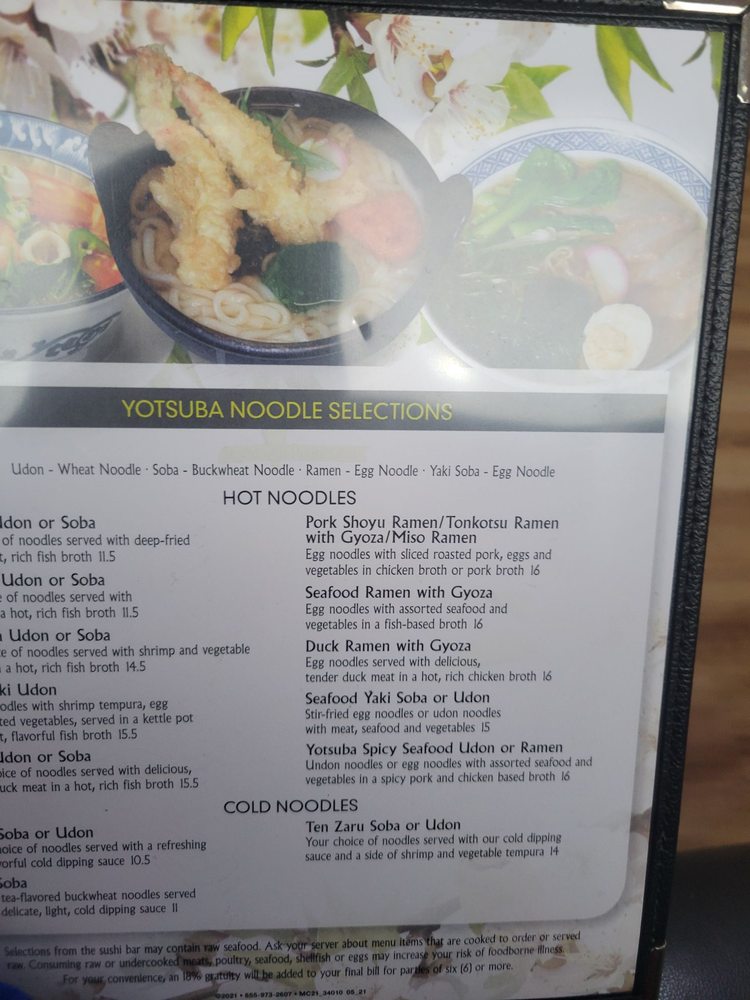 YOTSUBA NOODLE SELECTIONS
Udon - Wheat Noodle · Soba - Buckwheat Noodle · Ramen - Egg Noodle · Yaki Soba - Egg Noodle
HOT NOODLES
or Soba
of noodles served with deep-fried
rich fish broth 11.5
Udon or Soba
of noodles served with
a hot, rich fish broth 11.5
Udon or Soba
of noodles served with shrimp and vegetable
a hot, rich fish broth 14.5
Udon
with shrimp tempura, egg
vegetables, served in a kettle pot
flavorful fish broth 15.5
or Soba
of noodles served with delicious,
meat in a hot, rich fish broth 15.5
Pork Shoyu Ramen/Tonkotsu Ramen
with Gyoza/Miso Ramen
Egg noodles with sliced roasted pork, eggs and
vegetables in chicken broth or pork broth 16
Seafood Ramen with Gyoza
Egg noodles with assorted seafood and
vegetables in a fish-based broth 16
Duck Ramen with Gyoza
Egg noodles served with delicious,
tender duck meat in a hot, rich chicken broth 16
Seafood Yaki Soba or Udon
Stir-fried egg noodles or udon noodles
with meat, seafood and vegetables 15
Yotsuba Spicy Seafood Udon or Ramen
Undon noodles or egg noodles with assorted seafood and
vegetables in a spicy pork and chicken based broth 16
COLD NOODLES
Soba or Udon
of noodles served with a refreshing
cold dipping sauce 10.5
Soba
tea-flavored buckwheat noodles served
delicate, light, cold dipping sauce 11
Ten Zaru Soba or Udon
Your choice of noodles served with our cold dipping
sauce and a side of shrimp and vegetable tempura 14
Selections from the sushi bar may contain raw seafood. Ask your server about menu items that are cooked to order or served
raw. Consuming raw or undercooked meats, poultry, seafood, shellfish or eggs may increase your risk of foodborne illness.
For your convenience, an 18% gratuity will be added to your final bill for parties of six (6) or more.
©2021 • 555-973-2607 • MC21_34010 05_21